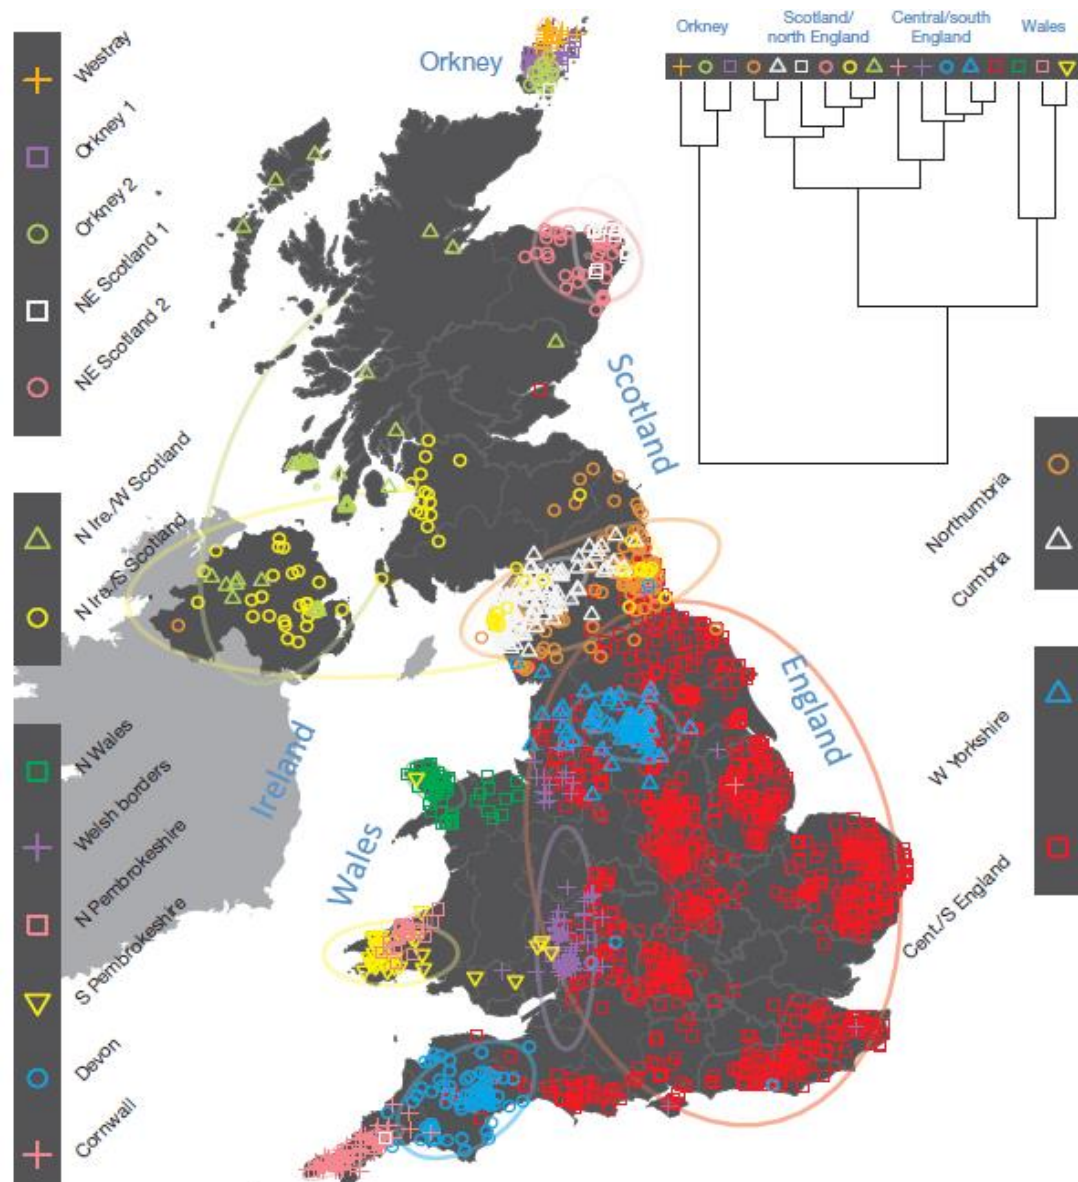 Orkney
Scotland/
north England
Central/south
England
Wales
Orkney
Westray
Orkney 1
Orkney 2
NE Scotland 1
NE Scotland 2
Scotland
N Ire./W Scotland
N Ire./S Scotland
Northumbria
Cumbria
England
Ireland
Wales
N Wales
Welsh borders
N Pembrokeshire
S Pembrokeshire
Devon
Cornwall
W Yorkshire
Cent./S England